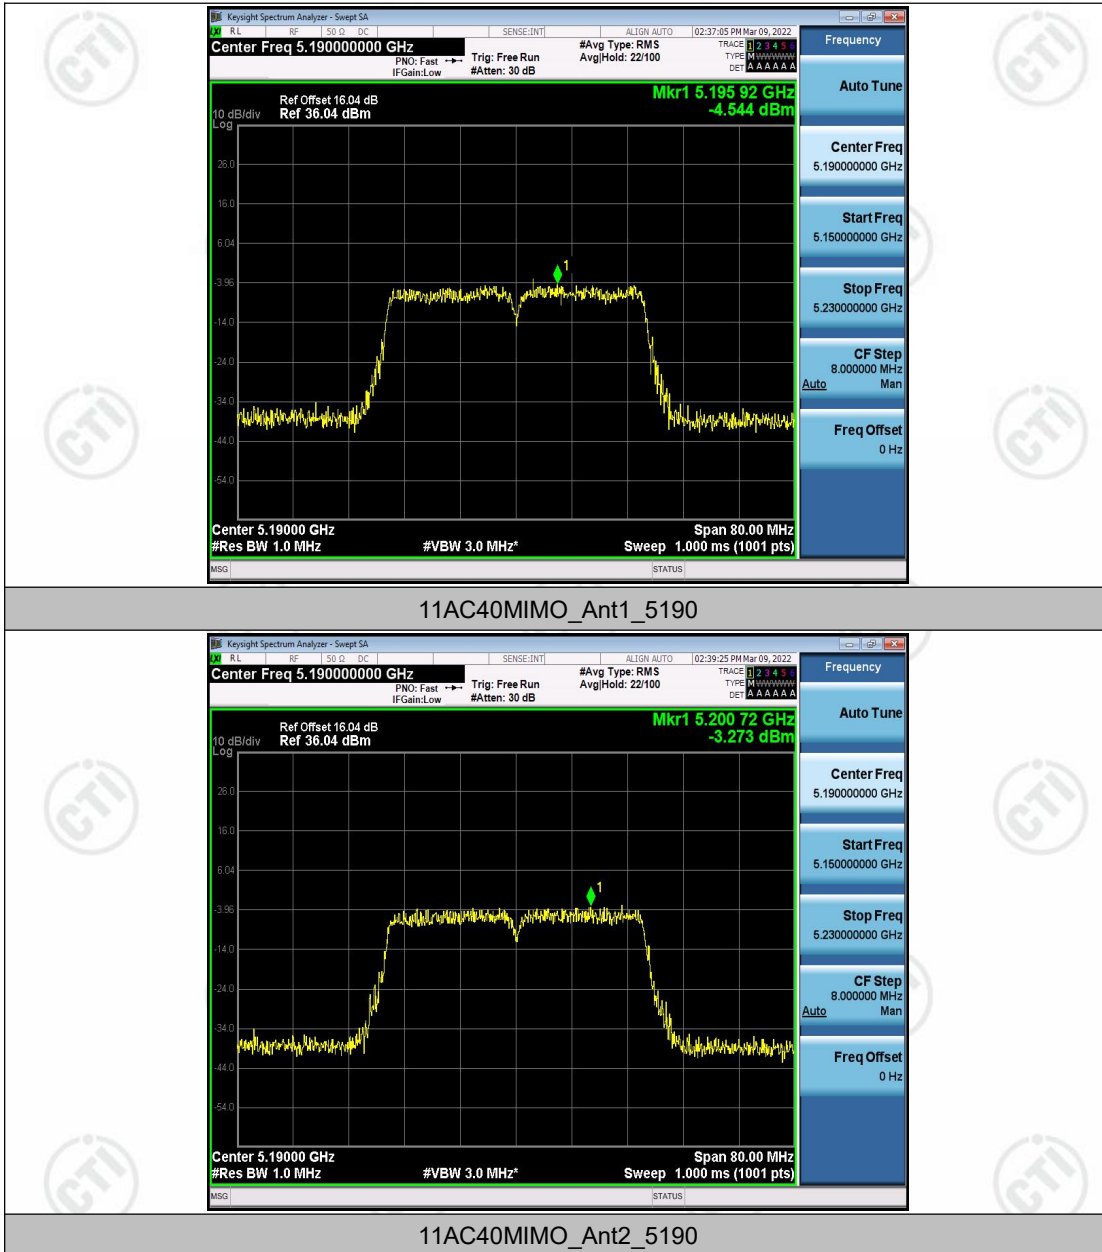 Keysight Spectrum Analyzer - Swept SA
LXI RL RF 50 Ω DC SENSE:INT ALIGN AUTO 02:37:05 PM Mar 09, 2022
Center Freq 5.190000000 GHz
PNO: Fast
IFGain:Low
Trig: Free Run
#Atten: 30 dB
#Avg Type: RMS
Avg|Hold: 22/100
TRACE 1 2 3 4 5 6
TYPE M WWWWW
DET A A A A A A
Mkr1 5.195 92 GHz
-4.544 dBm
Ref Offset 16.04 dB
10 dB/div Ref 36.04 dBm
Log
26.0
16.0
6.04
-3.96
-14.0
-24.0
-34.0
-44.0
-54.0
1
Center 5.19000 GHz Span 80.00 MHz
#Res BW 1.0 MHz #VBW 3.0 MHz* Sweep 1.000 ms (1001 pts)
MSG STATUS
Frequency
Auto Tune
Center Freq
5.190000000 GHz
Start Freq
5.150000000 GHz
Stop Freq
5.230000000 GHz
CF Step
8.000000 MHz
Auto Man
Freq Offset
0 Hz
11AC40MIMO_Ant1_5190
Keysight Spectrum Analyzer - Swept SA
LXI RL RF 50 Ω DC SENSE:INT ALIGN AUTO 02:39:25 PM Mar 09, 2022
Center Freq 5.190000000 GHz
PNO: Fast
IFGain:Low
Trig: Free Run
#Atten: 30 dB
#Avg Type: RMS
Avg|Hold: 22/100
TRACE 1 2 3 4 5 6
TYPE M WWWWW
DET A A A A A A
Mkr1 5.200 72 GHz
-3.273 dBm
Ref Offset 16.04 dB
10 dB/div Ref 36.04 dBm
Log
26.0
16.0
6.04
-3.96
-14.0
-24.0
-34.0
-44.0
-54.0
1
Center 5.19000 GHz Span 80.00 MHz
#Res BW 1.0 MHz #VBW 3.0 MHz* Sweep 1.000 ms (1001 pts)
MSG STATUS
Frequency
Auto Tune
Center Freq
5.190000000 GHz
Start Freq
5.150000000 GHz
Stop Freq
5.230000000 GHz
CF Step
8.000000 MHz
Auto Man
Freq Offset
0 Hz
11AC40MIMO_Ant2_5190
CTI
CTI
CTI
CTI
CTI
CTI
CTI
CTI